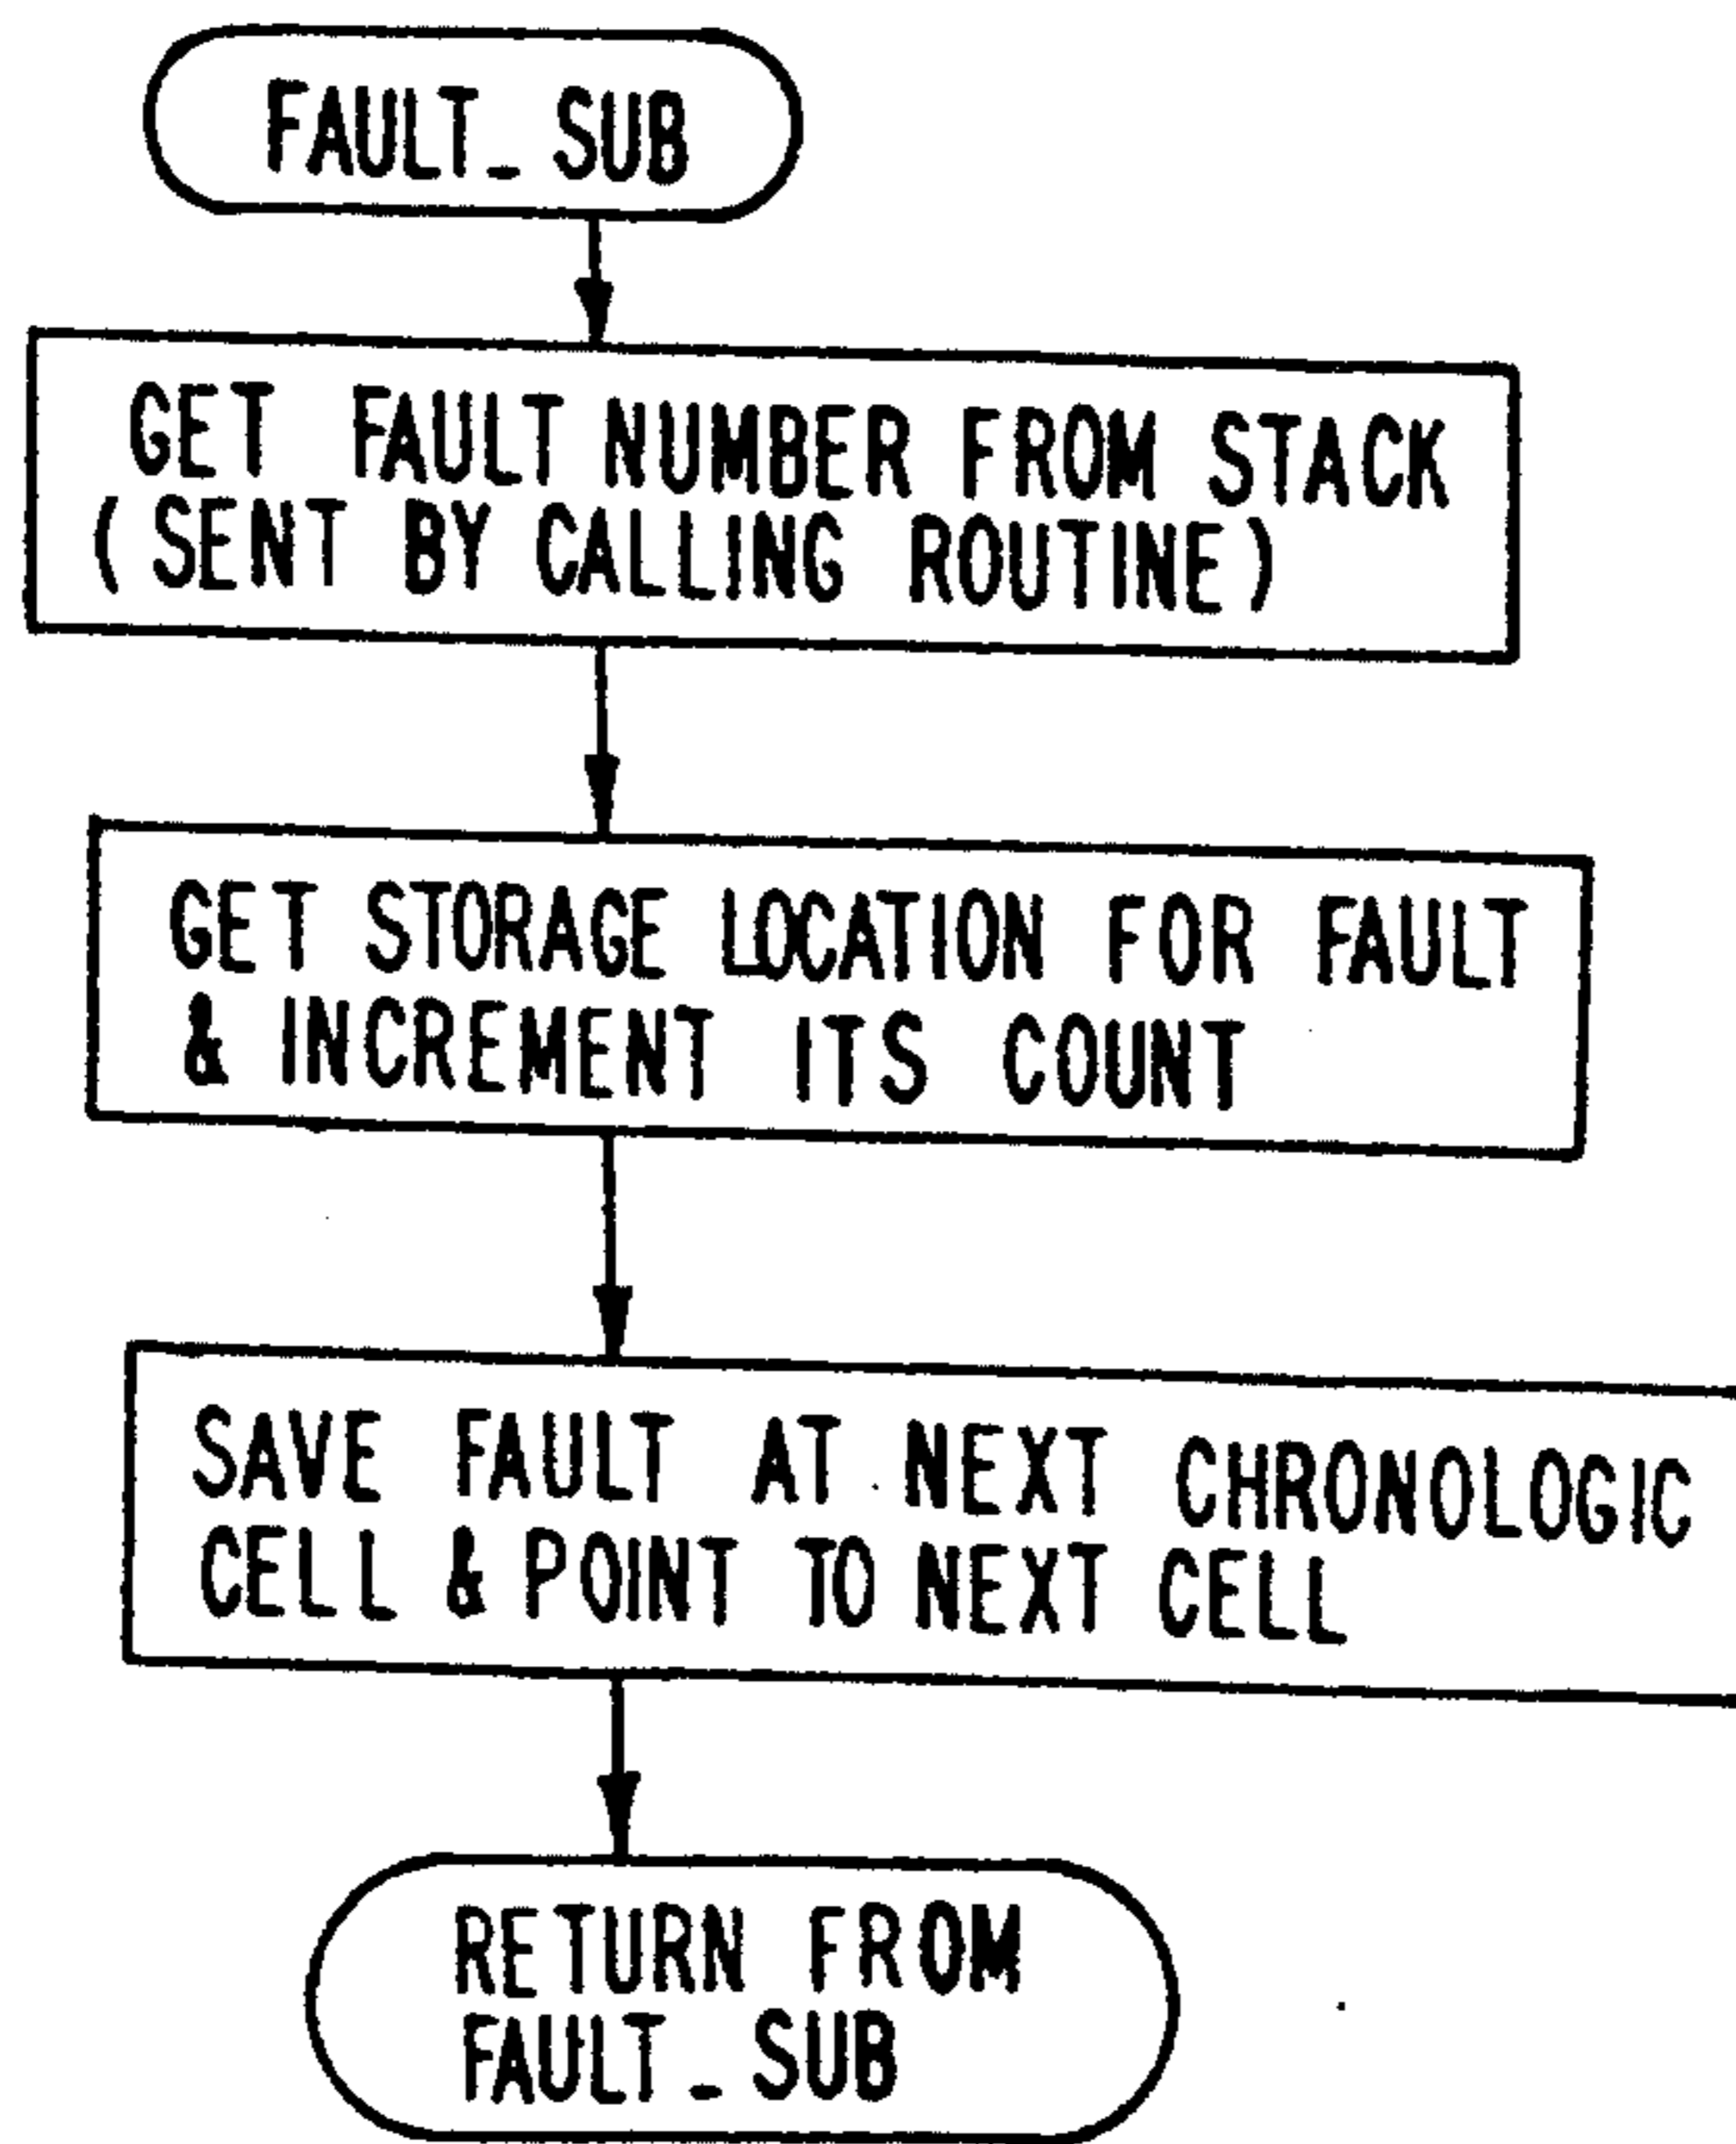 FAULT_SUB
GET FAULT NUMBER FROM STACK
(SENT BY CALLING ROUTINE)
GET STORAGE LOCATION FOR FAULT
& INCREMENT ITS COUNT
SAVE FAULT AT NEXT CHRONOLOGIC
CELL & POINT TO NEXT CELL
RETURN FROM
FAULT_SUB